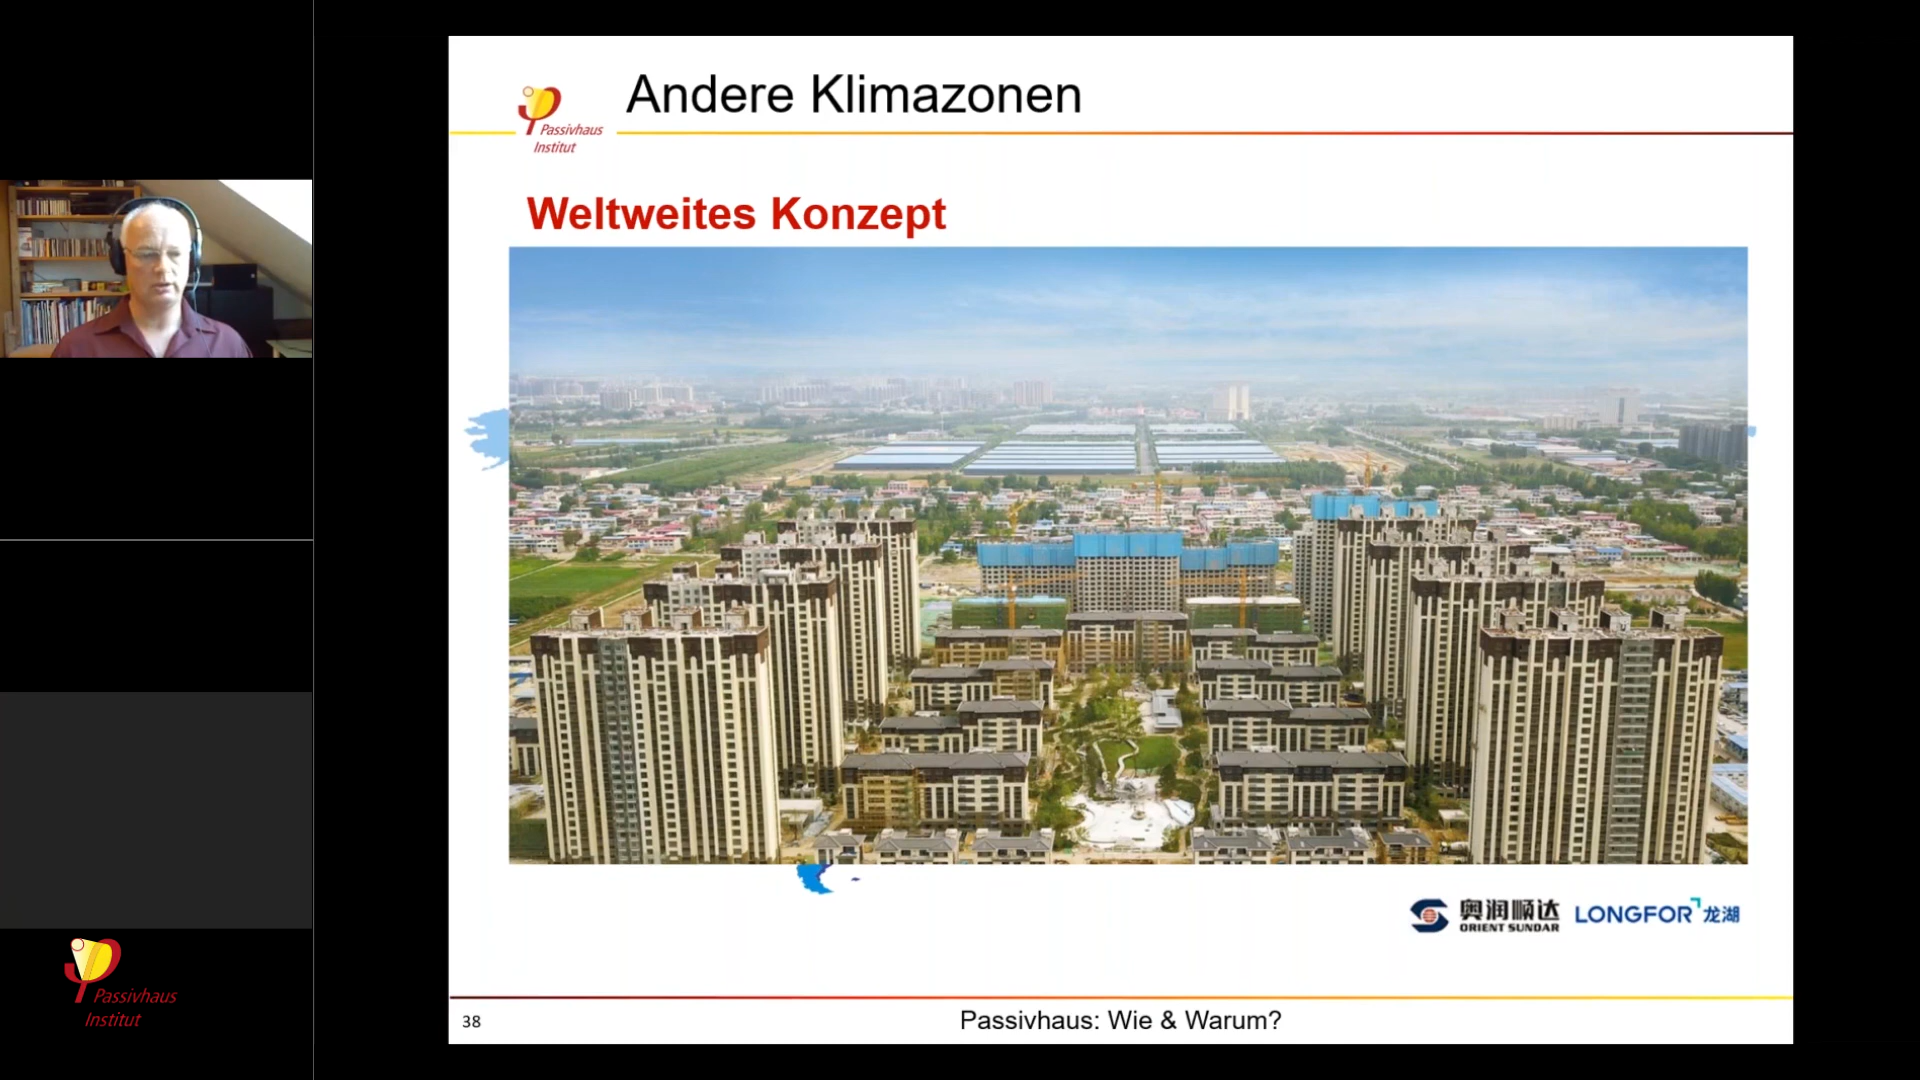 Andere Klimazonen
Passivhaus
Institut
Weltweites Konzept
奥润顺达
ORIENT SUNDAR
LONGFOR 龙湖
38
Passivhaus: Wie & Warum?
Passivhaus
Institut